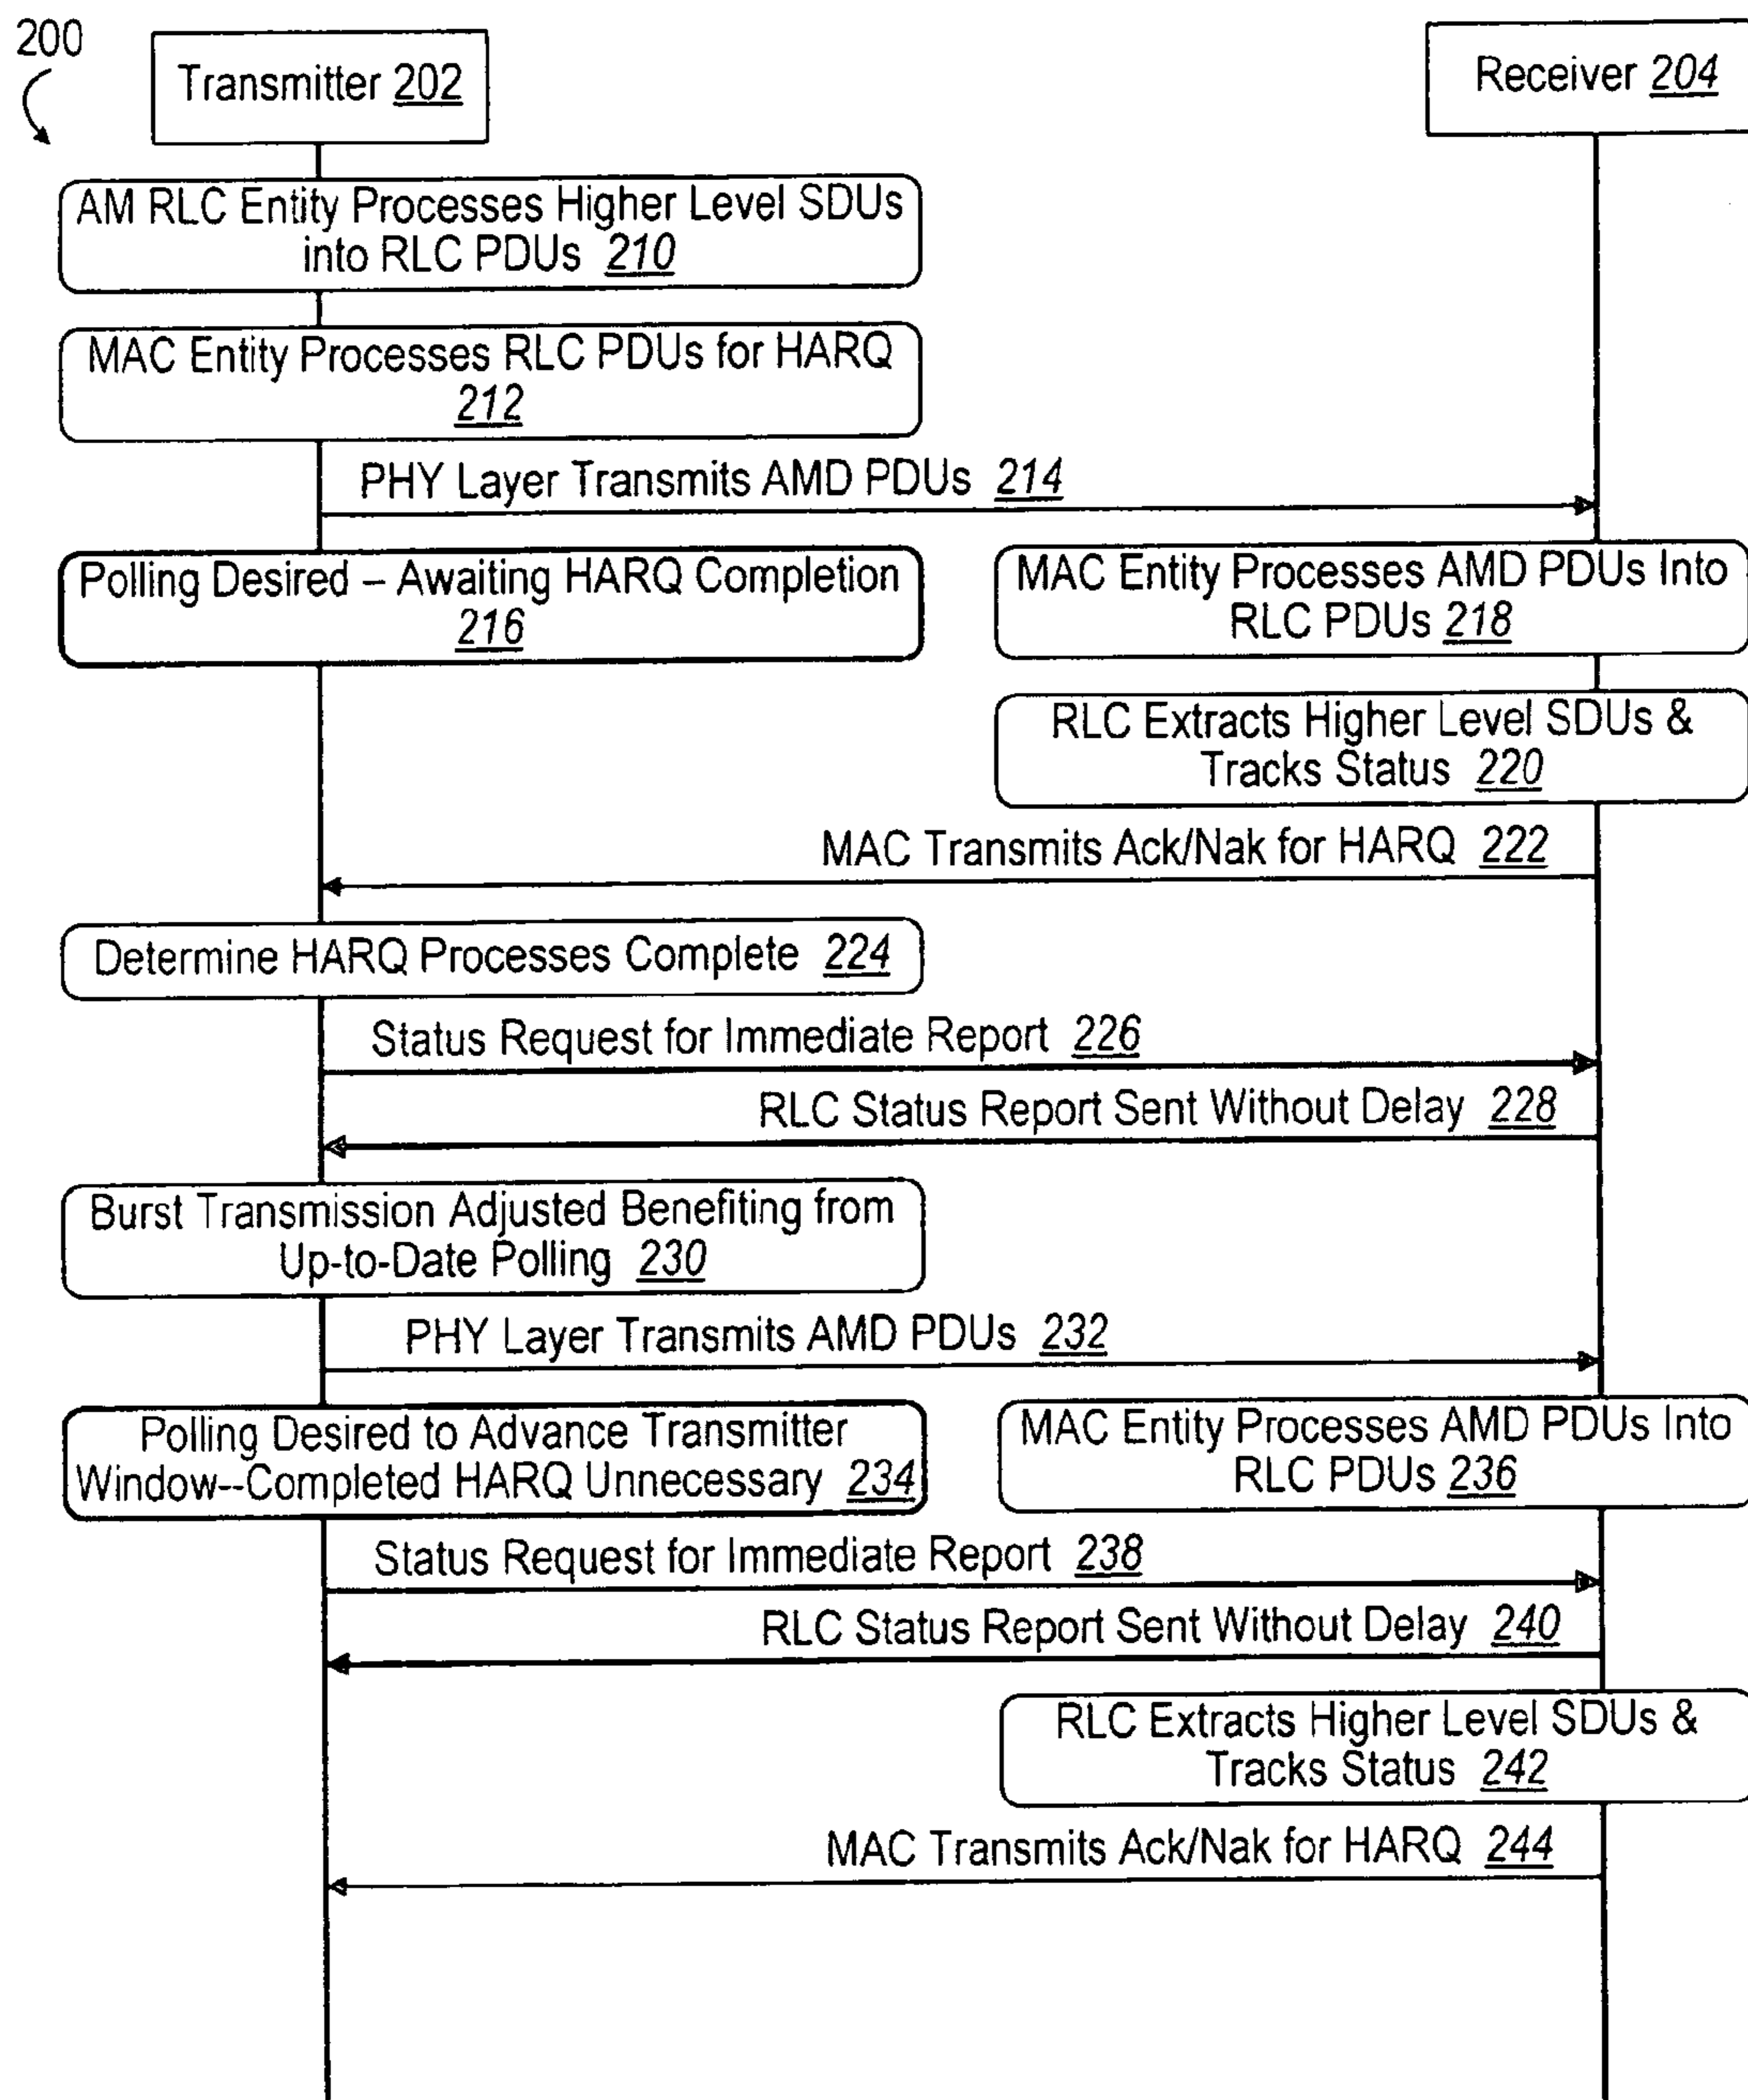 200
Transmitter 202
Receiver 204
AM RLC Entity Processes Higher Level SDUs
into RLC PDUs 210
MAC Entity Processes RLC PDUs for HARQ
212
PHY Layer Transmits AMD PDUs 214
Polling Desired – Awaiting HARQ Completion
216
MAC Entity Processes AMD PDUs Into
RLC PDUs 218
RLC Extracts Higher Level SDUs &
Tracks Status 220
MAC Transmits Ack/Nak for HARQ 222
Determine HARQ Processes Complete 224
Status Request for Immediate Report 226
RLC Status Report Sent Without Delay 228
Burst Transmission Adjusted Benefiting from
Up-to-Date Polling 230
PHY Layer Transmits AMD PDUs 232
Polling Desired to Advance Transmitter
Window--Completed HARQ Unnecessary 234
MAC Entity Processes AMD PDUs Into
RLC PDUs 236
Status Request for Immediate Report 238
RLC Status Report Sent Without Delay 240
RLC Extracts Higher Level SDUs &
Tracks Status 242
MAC Transmits Ack/Nak for HARQ 244